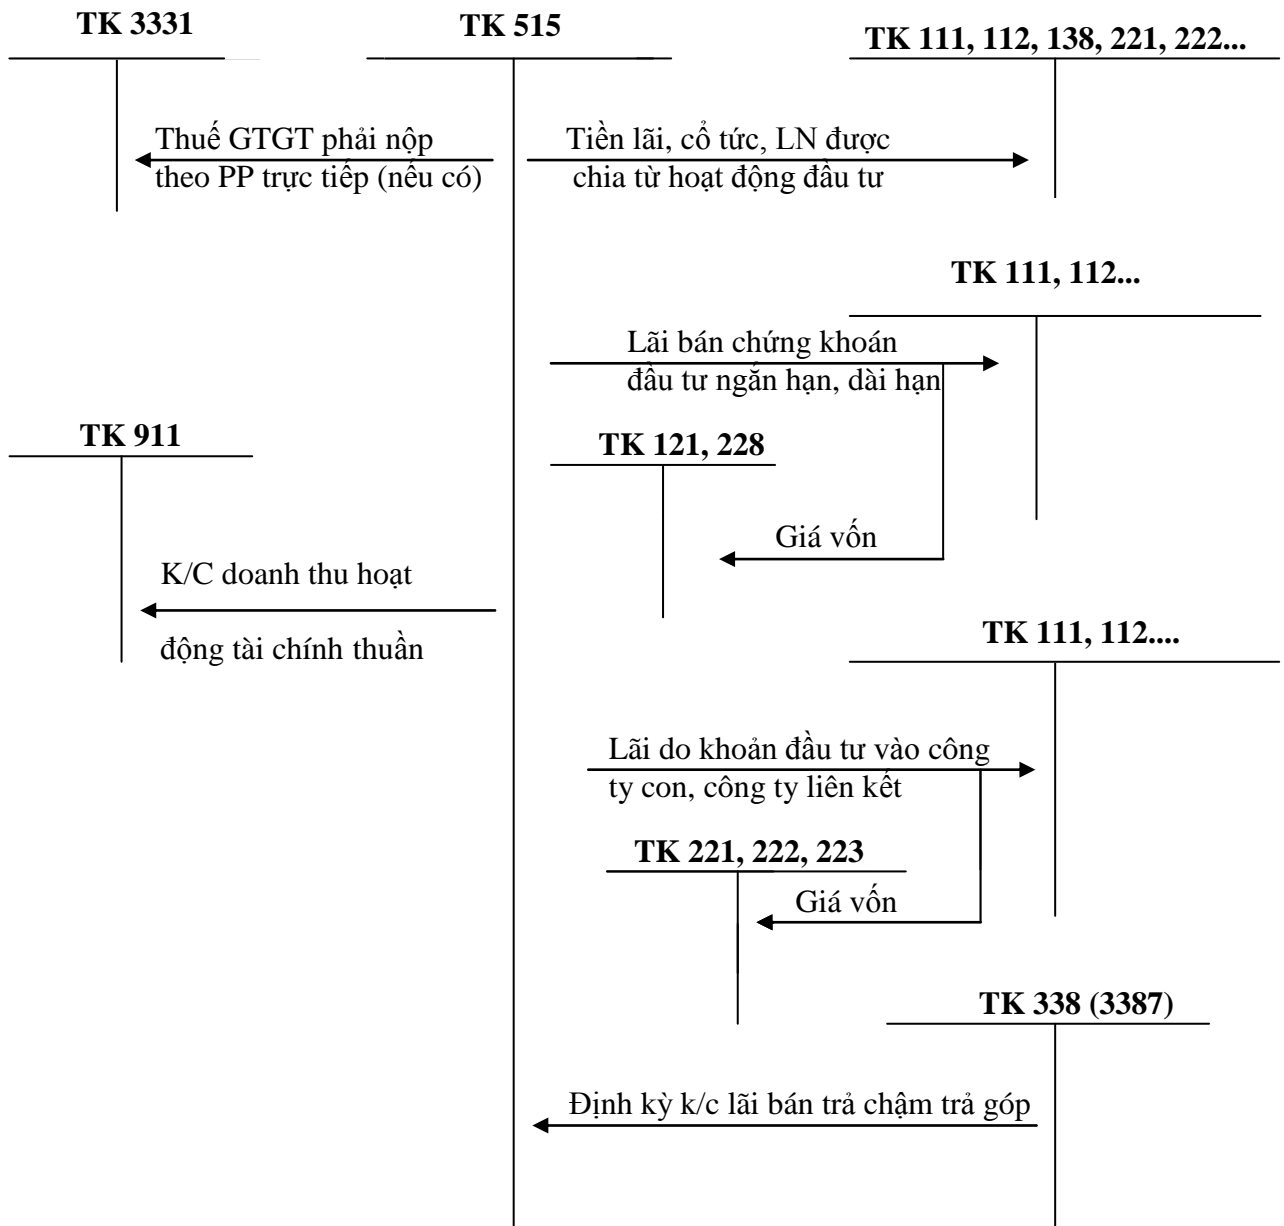 TK 3331
TK 515
TK 111, 112, 138, 221, 222...
Thuế GTGT phải nộp
theo PP trực tiếp (nếu có)
Tiền lãi, cổ tức, LN được
chia từ hoạt động đầu tư
TK 111, 112...
Lãi bán chứng khoán
đầu tư ngắn hạn, dài hạn
TK 911
TK 121, 228
Giá vốn
K/C doanh thu hoạt
động tài chính thuần
TK 111, 112....
Lãi do khoản đầu tư vào công
ty con, công ty liên kết
TK 221, 222, 223
Giá vốn
TK 338 (3387)
Định kỳ k/c lãi bán trả chậm trả góp